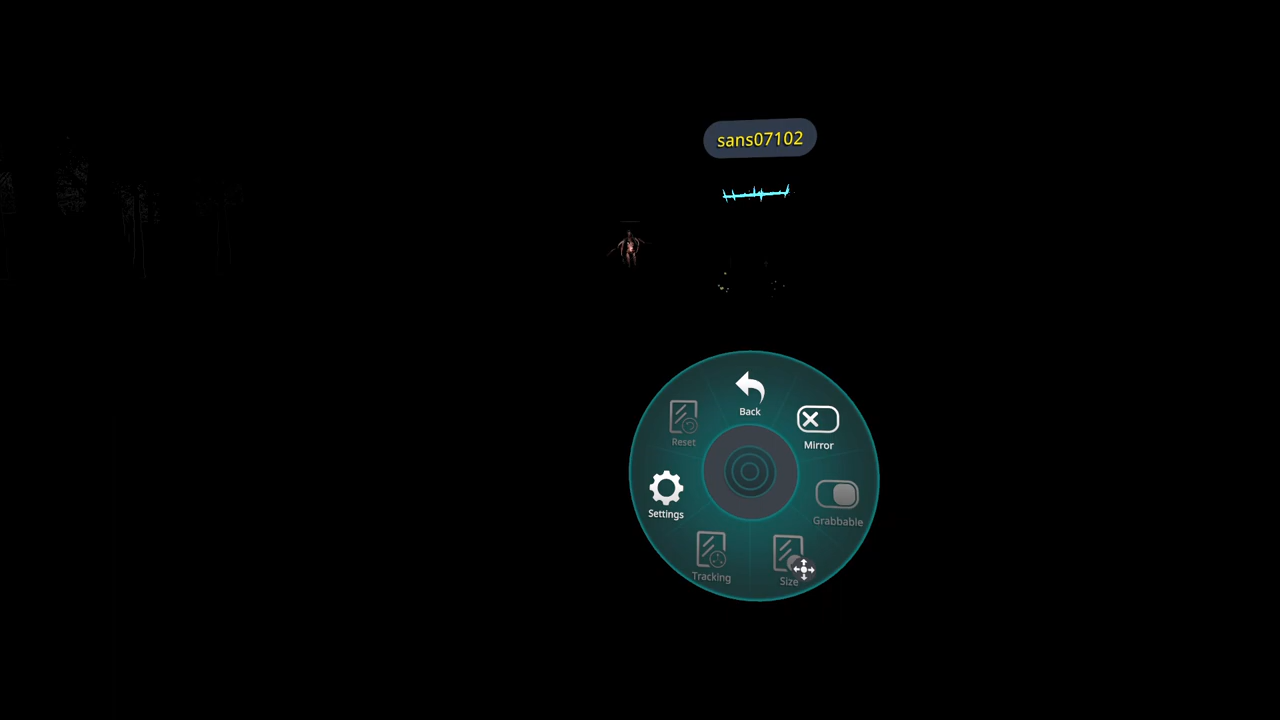 sans07102
Back
Reset
Mirror
Settings
Grabbable
Tracking
Size